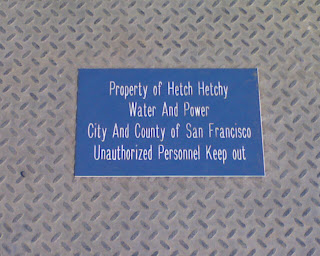 Property of Hetch Hetchy
Water And Power
City And County of San Francisco
Unauthorized Personnel Keep out